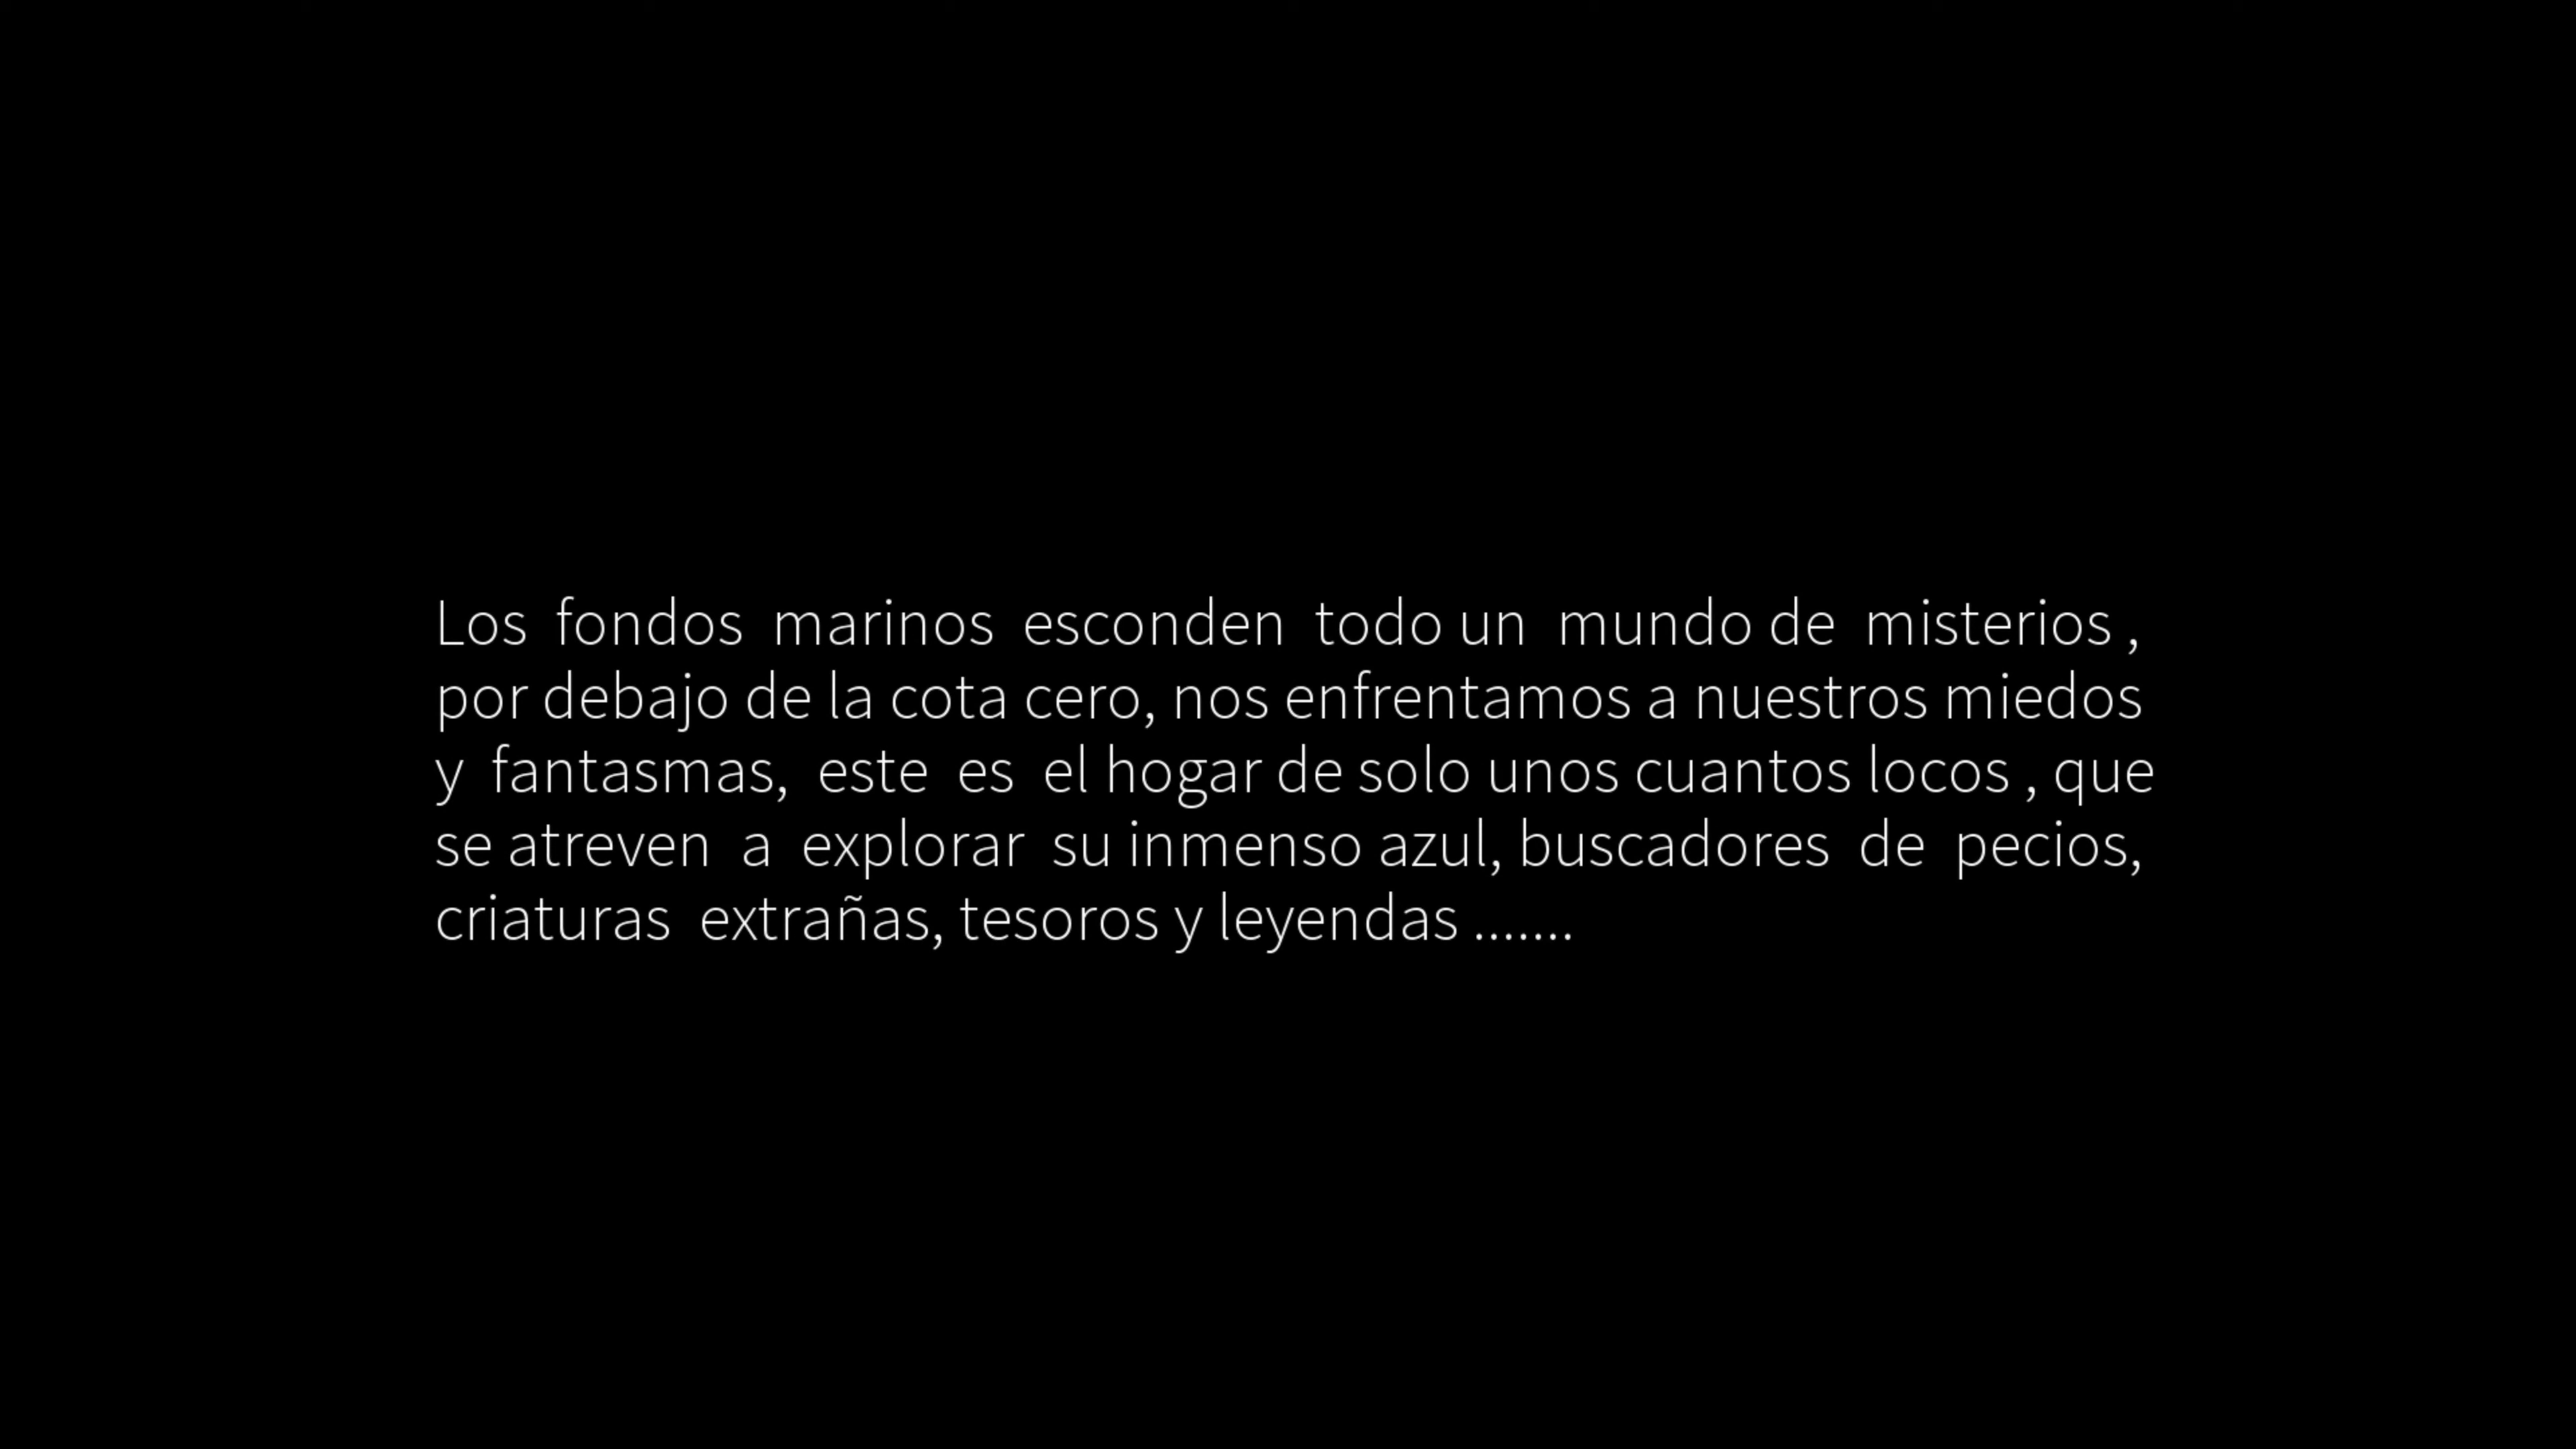 Los fondos marinos esconden todo un mundo de misterios ,
por debajo de la cota cero, nos enfrentamos a nuestros miedos
y fantasmas, este es el hogar de solo unos cuantos locos , que
se atreven a explorar su inmenso azul, buscadores de pecios,
criaturas extrañas, tesoros y leyendas .......